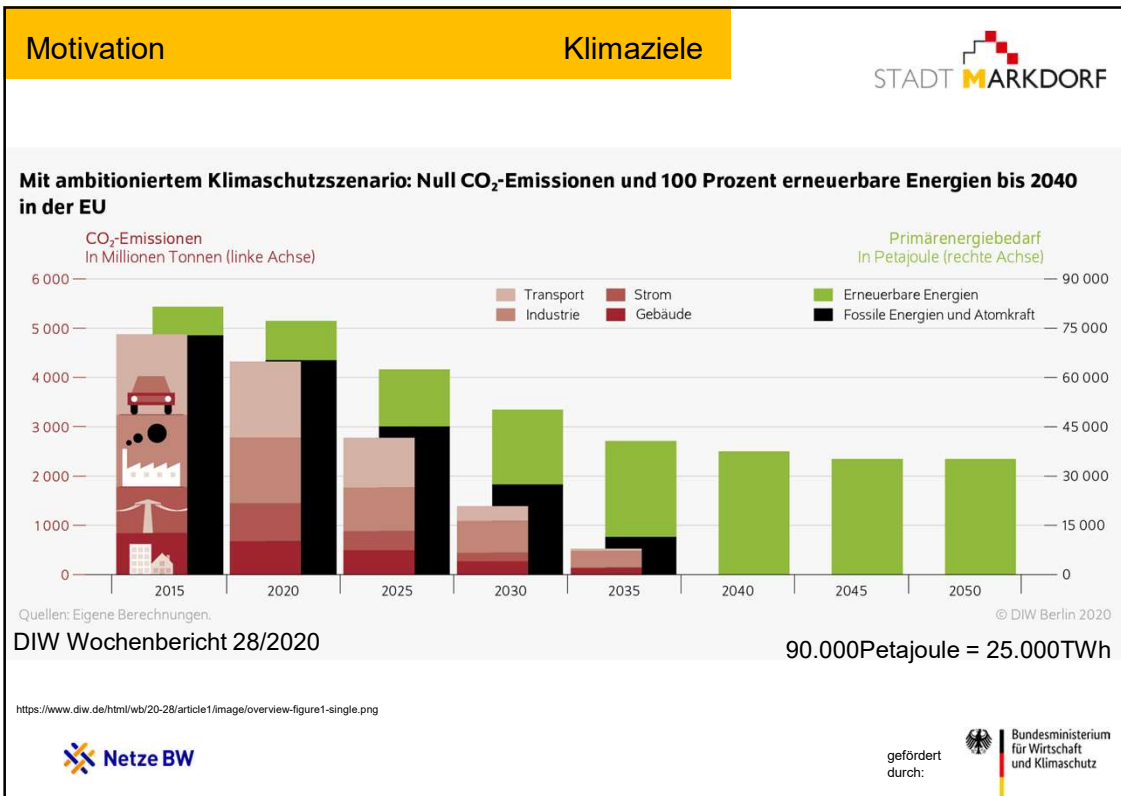 Motivation Klimaziele
STADT MARKDORF
Mit ambitioniertem Klimaschutzszenario: Null CO₂-Emissionen und 100 Prozent erneuerbare Energien bis 2040
in der EU
CO₂-Emissionen
In Millionen Tonnen (linke Achse)
Primärenergiebedarf
In Petajoule (rechte Achse)
6 000
5 000
4 000
3 000
2 000
1 000
0
Transport
Strom
Industrie
Gebäude
Erneuerbare Energien
Fossile Energien und Atomkraft
90 000
75 000
60 000
45 000
30 000
15 000
0
2015 2020 2025 2030 2035 2040 2045 2050
Quellen: Eigene Berechnungen.
© DIW Berlin 2020
DIW Wochenbericht 28/2020
90.000Petajoule = 25.000TWh
https://www.diw.de/html/wb/20-28/article1/image/overview-figure1-single.png
Netze BW
gefördert
durch:
Bundesministerium
für Wirtschaft
und Klimaschutz